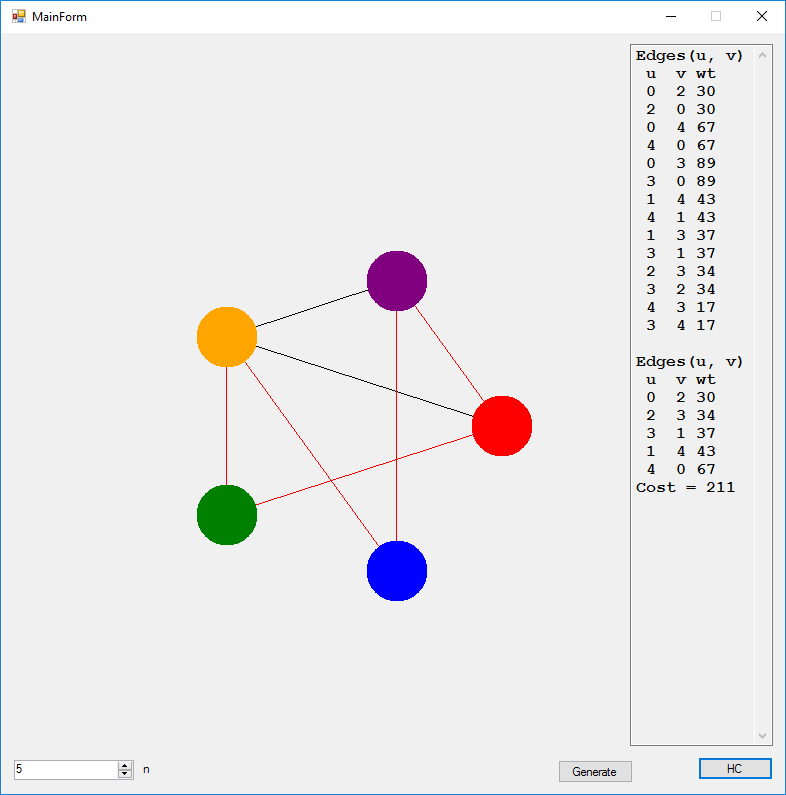 MainForm
Edges(u, v)
u v wt
0 2 30
2 0 30
0 4 67
4 0 67
0 3 89
3 0 89
1 4 43
4 1 43
1 3 37
3 1 37
2 3 34
3 2 34
4 3 17
3 4 17
Edges(u, v)
u v wt
0 2 30
2 3 34
3 1 37
1 4 43
4 0 67
Cost = 211
5 n
Generate
HC